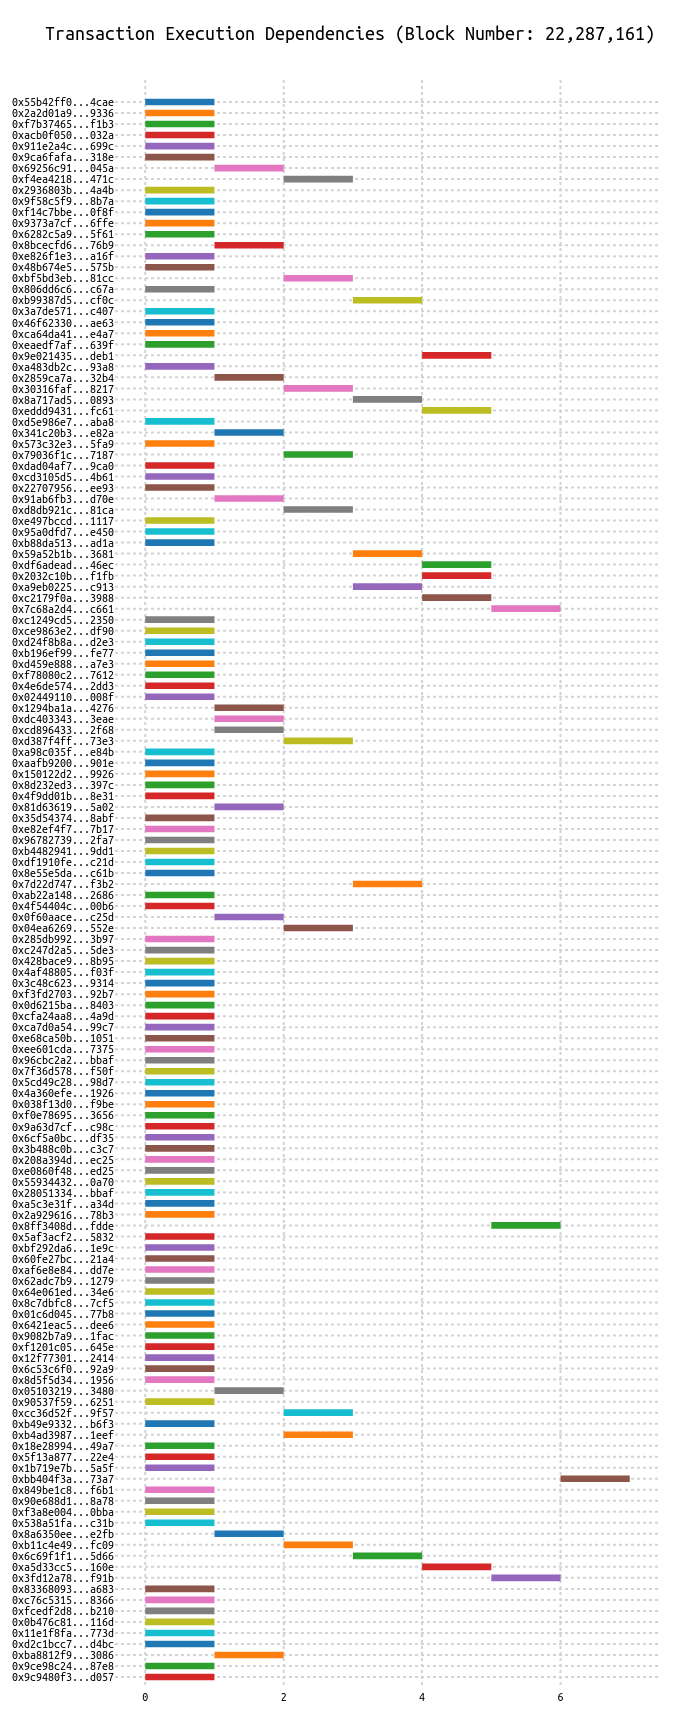 Transaction Execution Dependencies (Block Number: 22,287,161)
0x55b42ff0...4cae
0x2a2d01a9...9336
0xf7b37465...f1b3
0xacb0f050...032a
0x911e2a4c...699c
0x9ca6fafa...318e
0x69256c91...045a
0xf4ea4218...471c
0x2936803b...4a4b
0x9f58c5f9...8b7a
0xf14c7bbe...0f8f
0x9373a7cf...6ffe
0x6282c5a9...5f61
0x8bcecfd6...76b9
0xe826f1e3...a16f
0x48b674e5...575b
0xbf5bd3eb...81cc
0x806dd6c6...c67a
0xb99387d5...cf0c
0x3a7de571...c407
0x46f62330...ae63
0xca64da41...e4a7
0xeaedf7af...639f
0x9e021435...deb1
0xa483db2c...93a8
0x2859ca7a...32b4
0x30316faf...8217
0x8a717ad5...0893
0xeddd9431...fc61
0xd5e986e7...aba8
0x341c20b3...e82a
0x573c32e3...5fa9
0x79036f1c...7187
0xdad04af7...9ca0
0xcd3105d5...4b61
0x22707956...ee93
0x91ab6fb3...d70e
0xd8db921c...81ca
0xe497bccd...1117
0x95a0dfd7...e450
0xb88da513...ad1a
0x59a52b1b...3681
0xdf6adead...46ec
0x2032c10b...f1fb
0xa9eb0225...c913
0xc2179f0a...3988
0x7c68a2d4...c661
0xc1249cd5...2350
0xce9863e2...df90
0xd24f8b8a...d2e3
0xb196ef99...fe77
0xd459e888...a7e3
0xf78080c2...7612
0x4e6de574...2dd3
0x02449110...008f
0x1294ba1a...4276
0xdc403343...3eae
0xcd896433...2f68
0xd387f4ff...73e3
0xa98c035f...e84b
0xaafb9200...901e
0x150122d2...9926
0x8d232ed3...397c
0x4f9dd01b...8e31
0x81d63619...5a02
0x35d54374...8abf
0xe82ef4f7...7b17
0x96782739...2fa7
0xb4482941...9dd1
0xdf1910fe...c21d
0x8e55e5da...c61b
0x7d22d747...f3b2
0xab22a148...2686
0x4f54404c...00b6
0x0f60aace...c25d
0x04ea6269...552e
0x285db992...3b97
0xc247d2a5...5de3
0x428bace9...8b95
0x4af48805...f03f
0x3c48c623...9314
0xf3fd2703...92b7
0x0d6215ba...8403
0xcfa24aa8...4a9d
0xca7d0a54...99c7
0xe68ca50b...1051
0xee601cda...7375
0x96cbc2a2...bbaf
0x7f36d578...f50f
0x5cd49c28...98d7
0x4a360efe...1926
0x038f13d0...f9be
0xf0e78695...3656
0x9a63d7cf...c98c
0x6cf5a0bc...df35
0x3b488c0b...c3c7
0x208a394d...ec25
0xe0860f48...ed25
0x55934432...0a70
0x28051334...bbaf
0xa5c3e31f...a34d
0x2a929616...78b3
0x8ff3408d...fdde
0x5af3acf2...5832
0xbf292da6...1e9c
0x60fe27bc...21a4
0xaf6e8e84...dd7e
0x62adc7b9...1279
0x64e061ed...34e6
0x8c7dbfc8...7cf5
0x01c6d045...77b8
0x6421eac5...dee6
0x9082b7a9...1fac
0xf1201c05...645e
0x12f77301...2414
0x6c53c6f0...92a9
0x8d5f5d34...1956
0x05103219...3480
0x90537f59...6251
0xcc36d52f...9f57
0xb49e9332...b6f3
0xb4ad3987...1eef
0x18e28994...49a7
0x5f13a877...22e4
0x1b719e7b...5a5f
0xbb404f3a...73a7
0x849be1c8...f6b1
0x90e688d1...8a78
0xf3a8e004...0bba
0x538a51fa...c31b
0x8a6350ee...e2fb
0xb11c4e49...fc09
0x6c69f1f1...5d66
0xa5d33cc5...160e
0x3fd12a78...f91b
0x83368093...a683
0xc76c5315...8366
0xfcedf2d8...b210
0x0b476c81...116d
0x11e1f8fa...773d
0xd2c1bcc7...d4bc
0xba8812f9...3086
0x9ce98c24...87e8
0x9c9480f3...d057
0 2 4 6